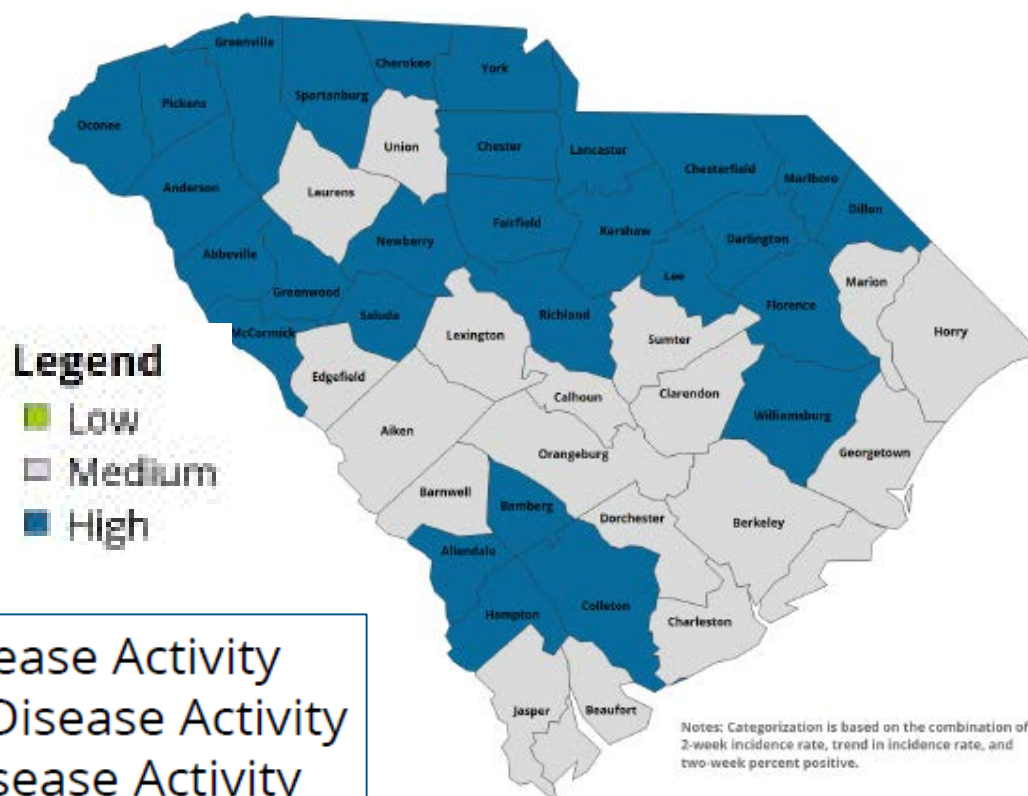 Greenville
Cherokee
York
Spartanburg
Pickens
Oconee
Union
Chester
Lancaster
Chesterfield
Marlboro
Laurens
Anderson
Dillon
Fairfield
Kershaw
Darlington
Newberry
Abbeville
Lee
Marion
Greenwood
Florence
Saluda
Richland
Horry
McCormick
Lexington
Sumter
Edgefield
Calhoun
Clarendon
Williamsburg
Aiken
Orangeburg
Georgetown
Barnwell
Bamberg
Dorchester
Berkeley
Allendale
Colleton
Hampton
Charleston
Jasper
Beaufort
Legend
Low
Medium
High
ease Activity
Disease Activity
sease Activity
Notes: Categorization is based on the combination of
2-week incidence rate, trend in incidence rate, and
two-week percent positive.